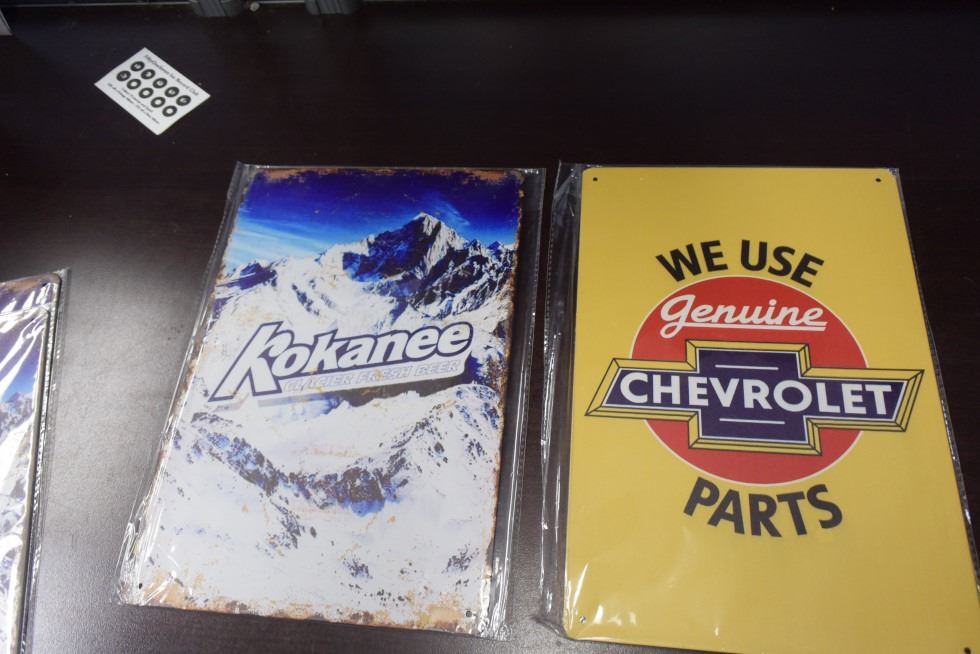 Kokanee
GLACIER FRESH BEER
WE USE
Genuine
CHEVROLET
PARTS